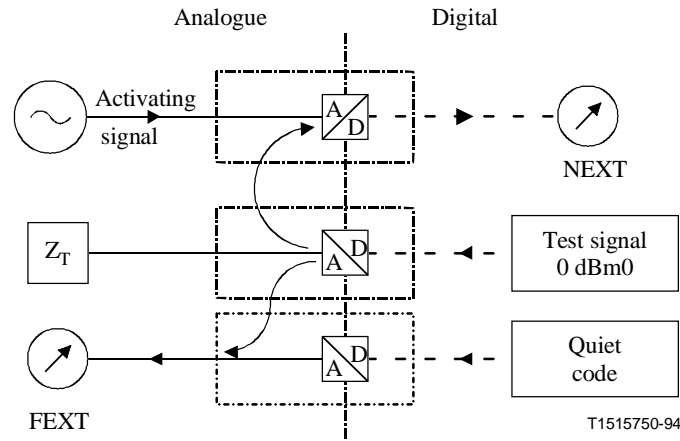 Analogue Digital
Activating
signal
A
D
NEXT
Z_T
D
A
Test signal
0 dBm0
D
A
Quiet
code
FEXT
T1515750-94